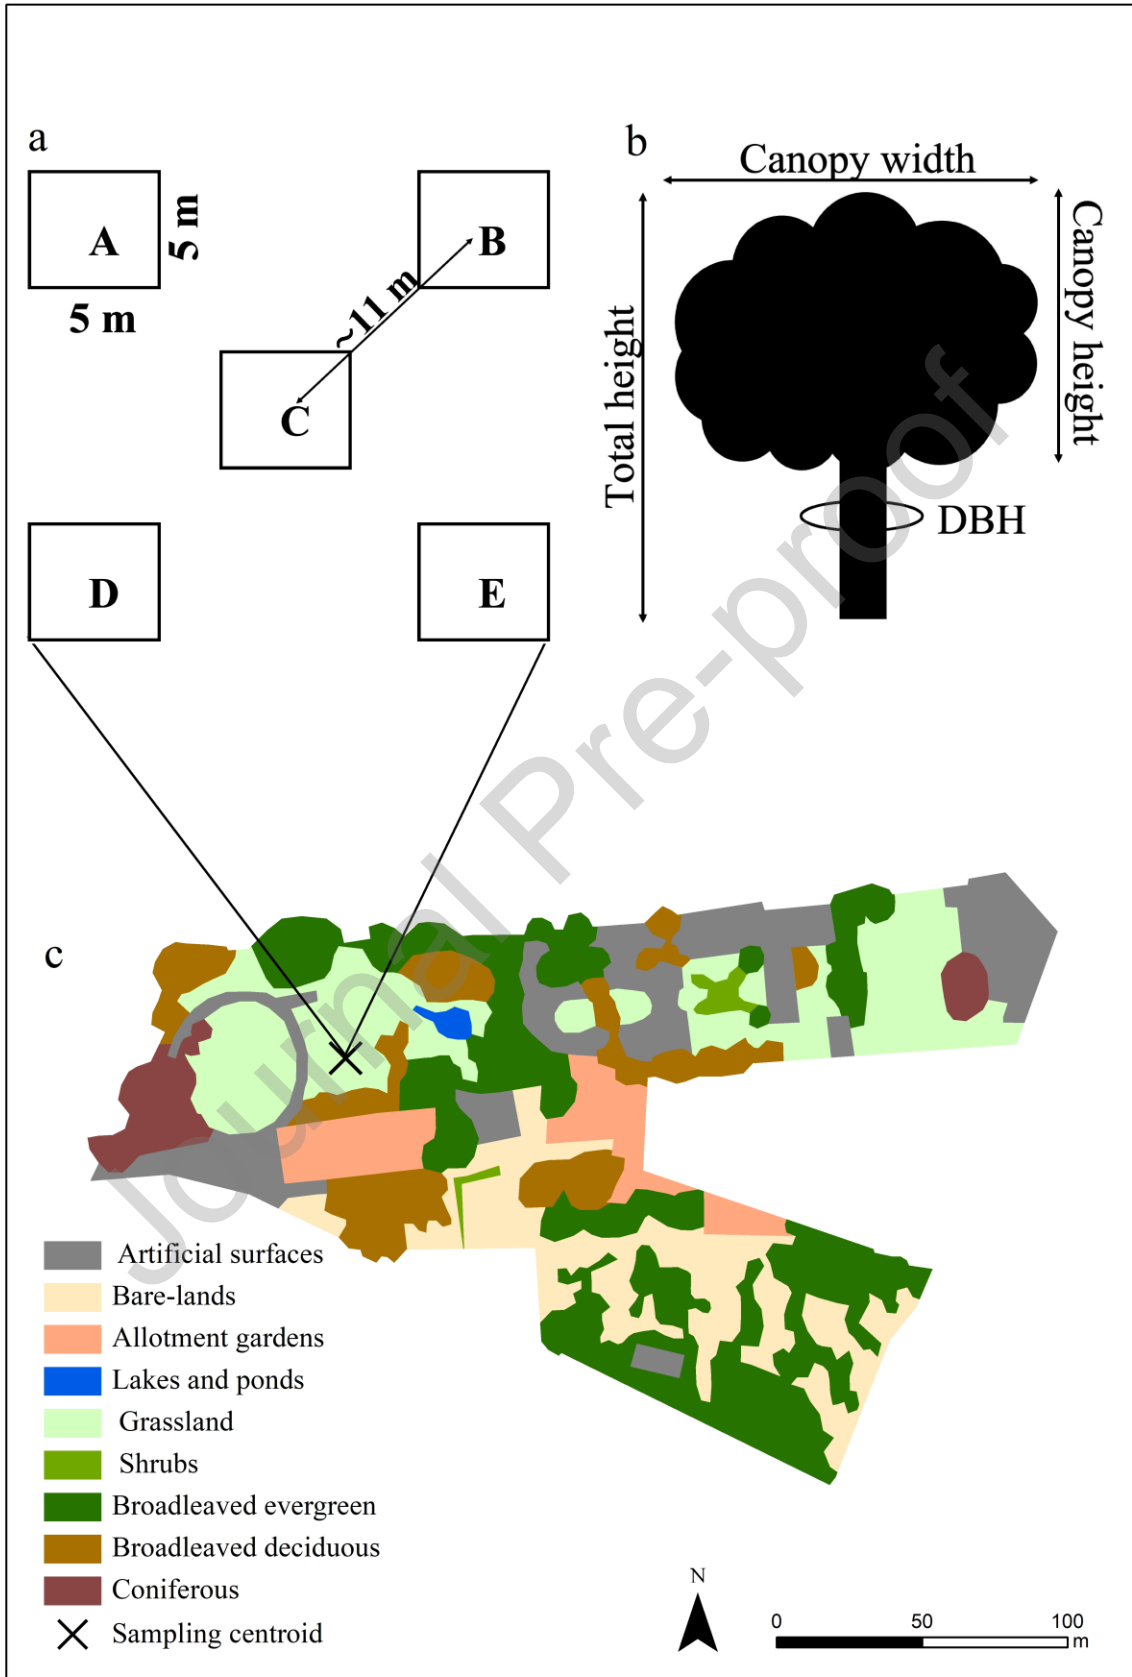 a
A
5 m
5 m
B
~11 m
C
D
E
b
Canopy width
Total height
Canopy height
DBH
c
Artificial surfaces
Bare-lands
Allotment gardens
Lakes and ponds
Grassland
Shrubs
Broadleaved evergreen
Broadleaved deciduous
Coniferous
Sampling centroid
N
0 50 100
m
Journal Pre-proof